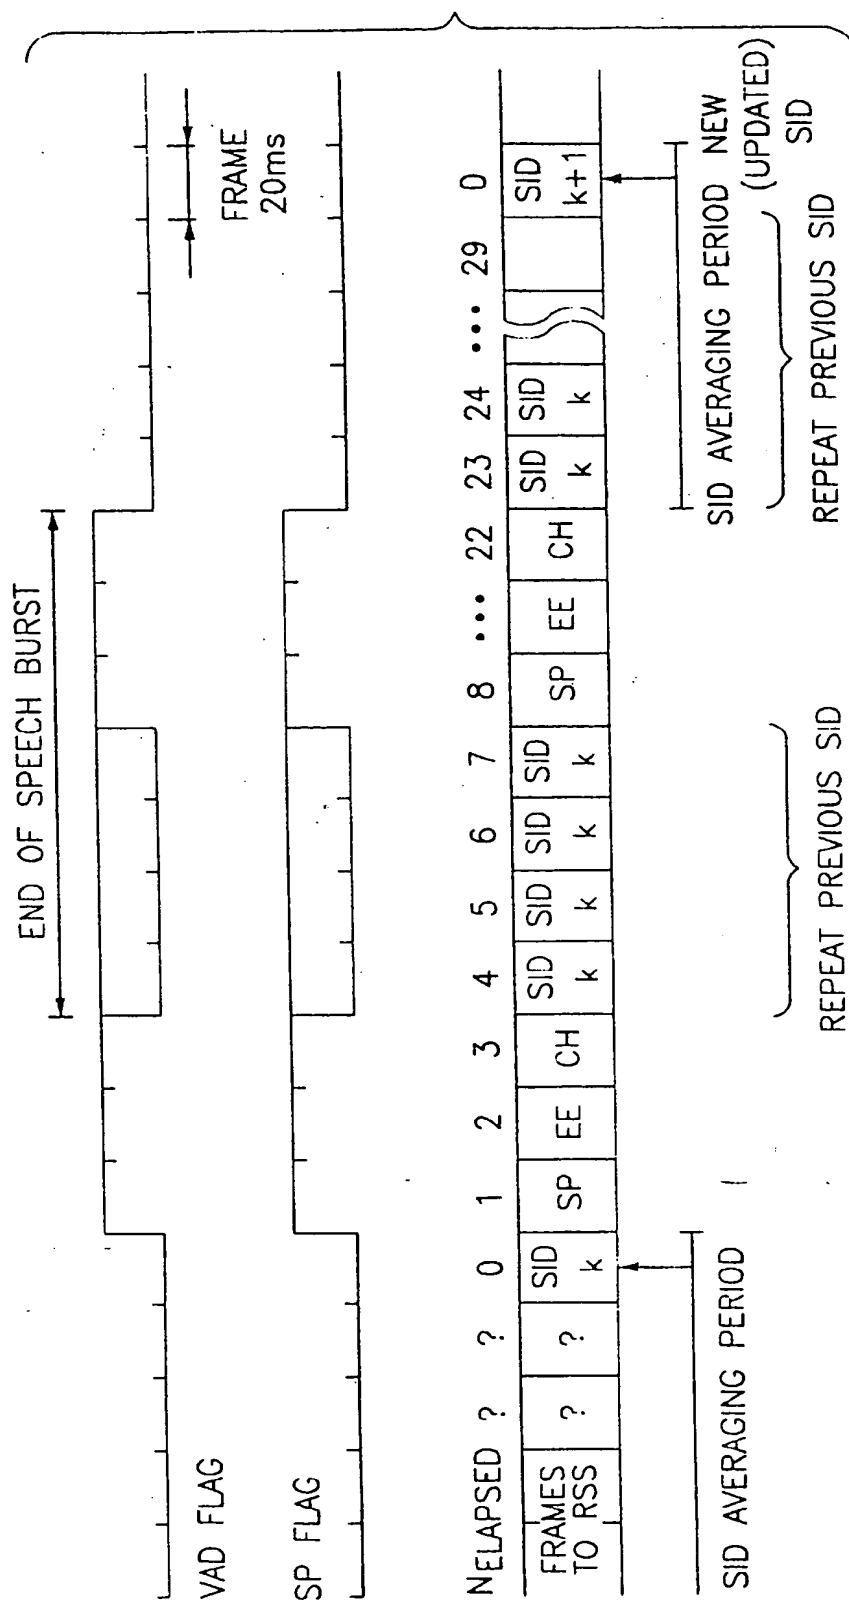 END OF SPEECH BURST
FRAME
20ms
VAD FLAG
SP FLAG
NELAPSED ? ? 0 1 2 3 4 5 6 7 8 ••• 22 23 24 ••• 29 0
FRAMES TO RSS
? ? SID k SP EE CH SID k SID k SID k SID k SP EE CH SID k SID k SID k+1
SID AVERAGING PERIOD
SID AVERAGING PERIOD
NEW
(UPDATED)
SID
REPEAT PREVIOUS SID
REPEAT PREVIOUS SID